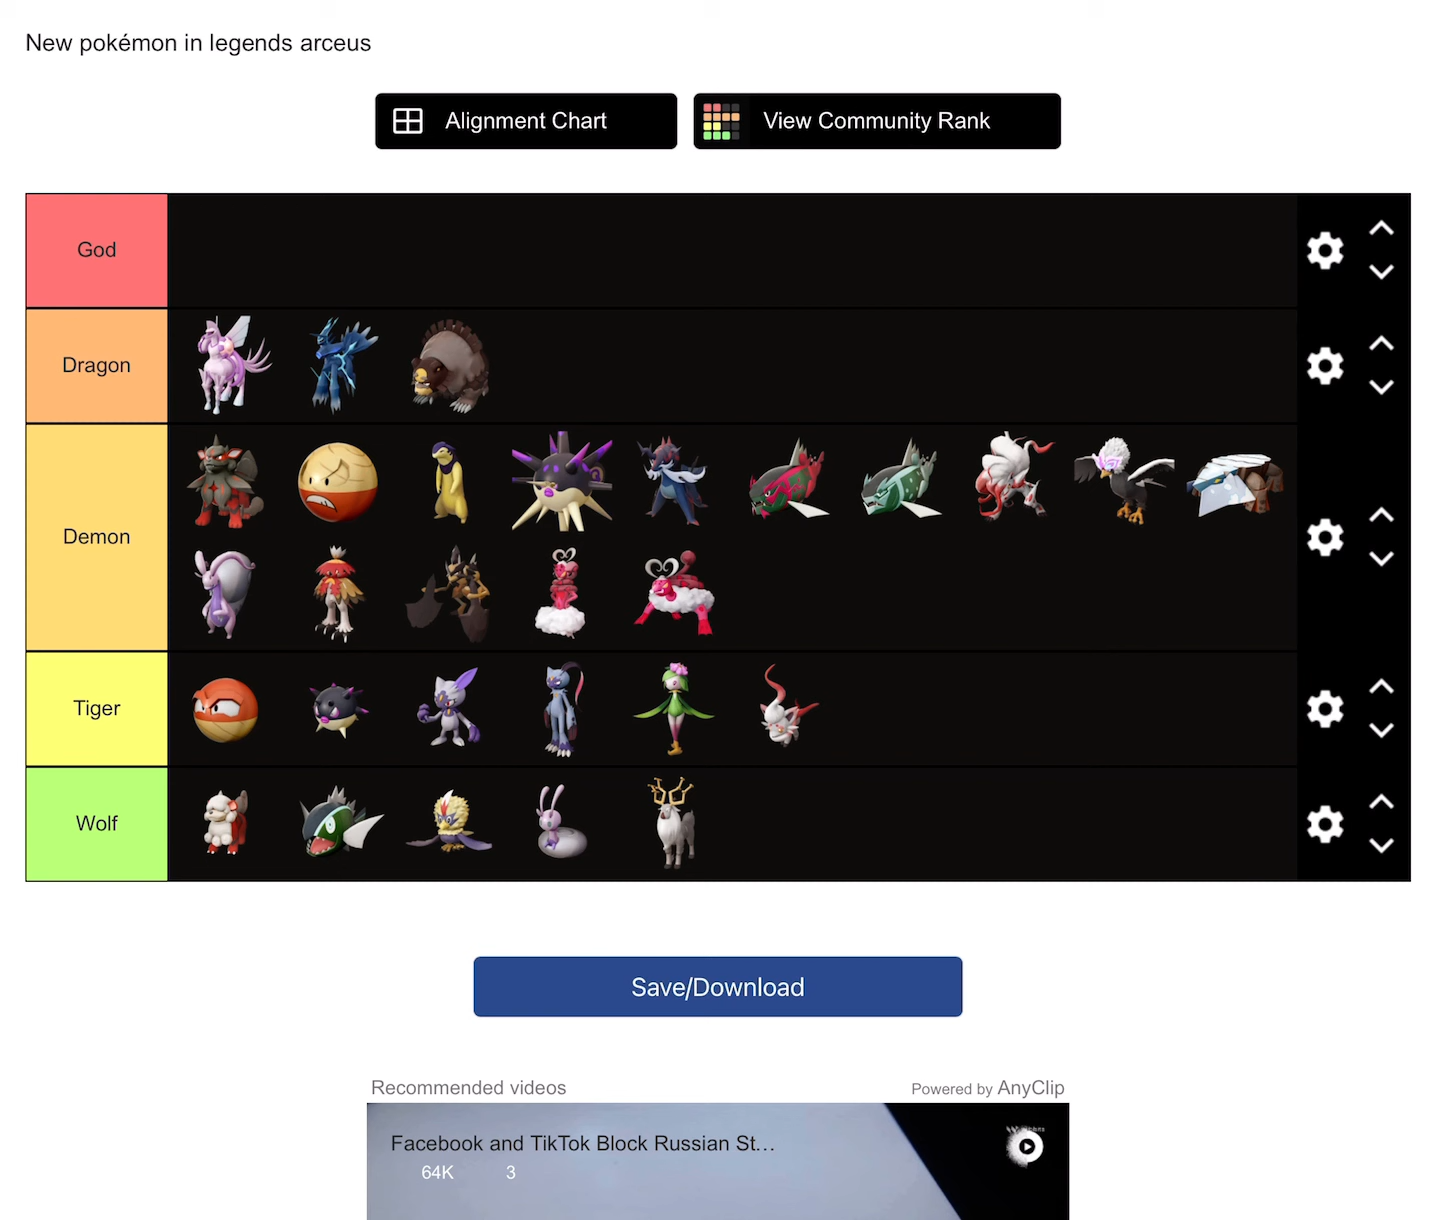 New pokémon in legends arceus
Alignment Chart
View Community Rank
God
Dragon
Demon
Tiger
Wolf
Save/Download
Recommended videos
Powered by AnyClip
Facebook and TikTok Block Russian St...
64K 3